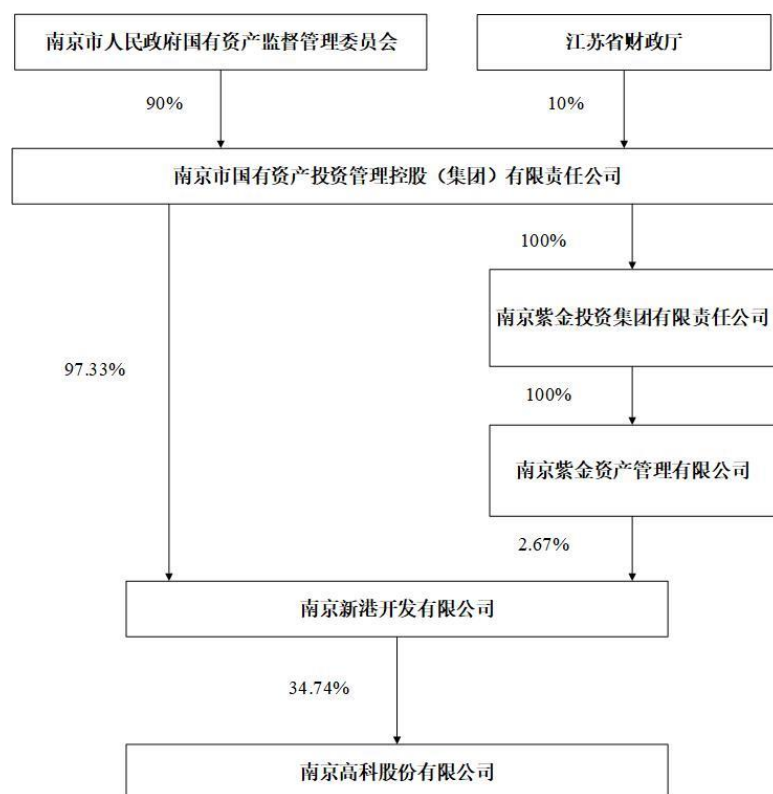 南京市人民政府国有资产监督管理委员会
江苏省财政厅
90%
10%
南京市国有资产投资管理控股（集团）有限责任公司
100%
南京紫金投资集团有限责任公司
97.33%
100%
南京紫金资产管理有限公司
2.67%
南京新港开发有限公司
34.74%
南京高科股份有限公司